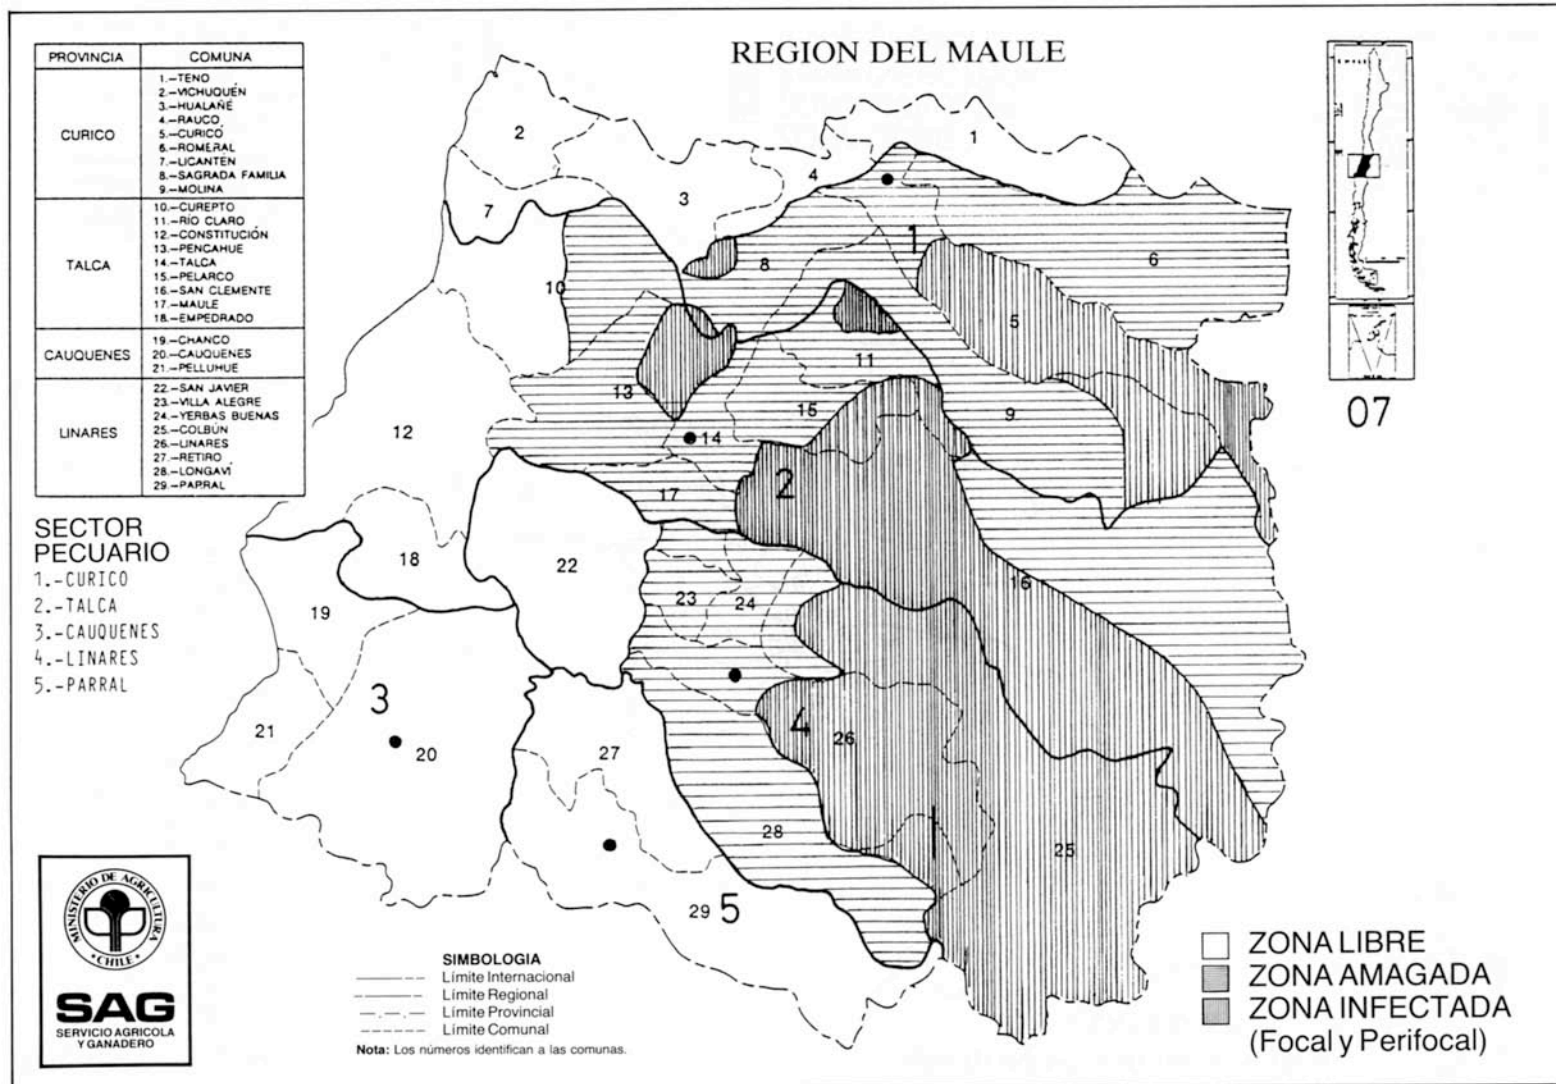 REGION DEL MAULE
PROVINCIA COMUNA
CURICO
1.-TENO
2.-VICHUQUÉN
3.-HUALAÑÉ
4.-RAUCO
5.-CURICÓ
6.-ROMERAL
7.-LICANTÉN
8.-SAGRADA FAMILIA
9.-MOLINA
TALCA
10.-CUREPTO
11.-RÍO CLARO
12.-CONSTITUCIÓN
13.-PENCAHUE
14.-TALCA
15.-PELARCO
16.-SAN CLEMENTE
17.-MAULE
18.-EMPEDRADO
CAUQUENES
19.-CHANCO
20.-CAUQUENES
21.-PELLUHUE
LINARES
22.-SAN JAVIER
23.-VILLA ALEGRE
24.-YERBAS BUENAS
25.-COLBÚN
26.-LINARES
27.-RETIRO
28.-LONGAVÍ
29.-PARRAL
SECTOR
PECUARIO
1.-CURICO
2.-TALCA
3.-CAUQUENES
4.-LINARES
5.-PARRAL
2
1
4
3
7
8
1
6
10
5
11
13
9
15
12
14
2
17
18
22
16
19
23
24
3
21
20
27
4
26
28
25
29
5
CHILE
07
MINISTERIO DE AGRICULTURA
CHILE
SAG
SERVICIO AGRICOLA
Y GANADERO
SIMBOLOGIA
Límite Internacional
Límite Regional
Límite Provincial
Límite Comunal
Nota: Los números identifican a las comunas.
ZONA LIBRE
ZONA AMAGADA
ZONA INFECTADA
(Focal y Perifocal)